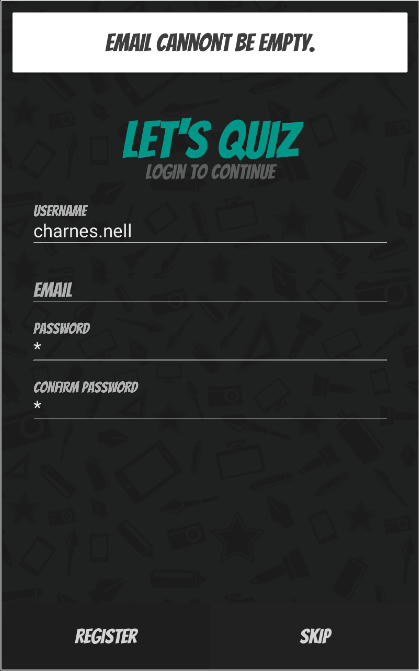 EMAIL CANNONT BE EMPTY.
LET'S QUIZ
LOGIN TO CONTINUE
USERNAME
charnes.nell
EMAIL
PASSWORD
*
CONFIRM PASSWORD
*
REGISTER
SKIP